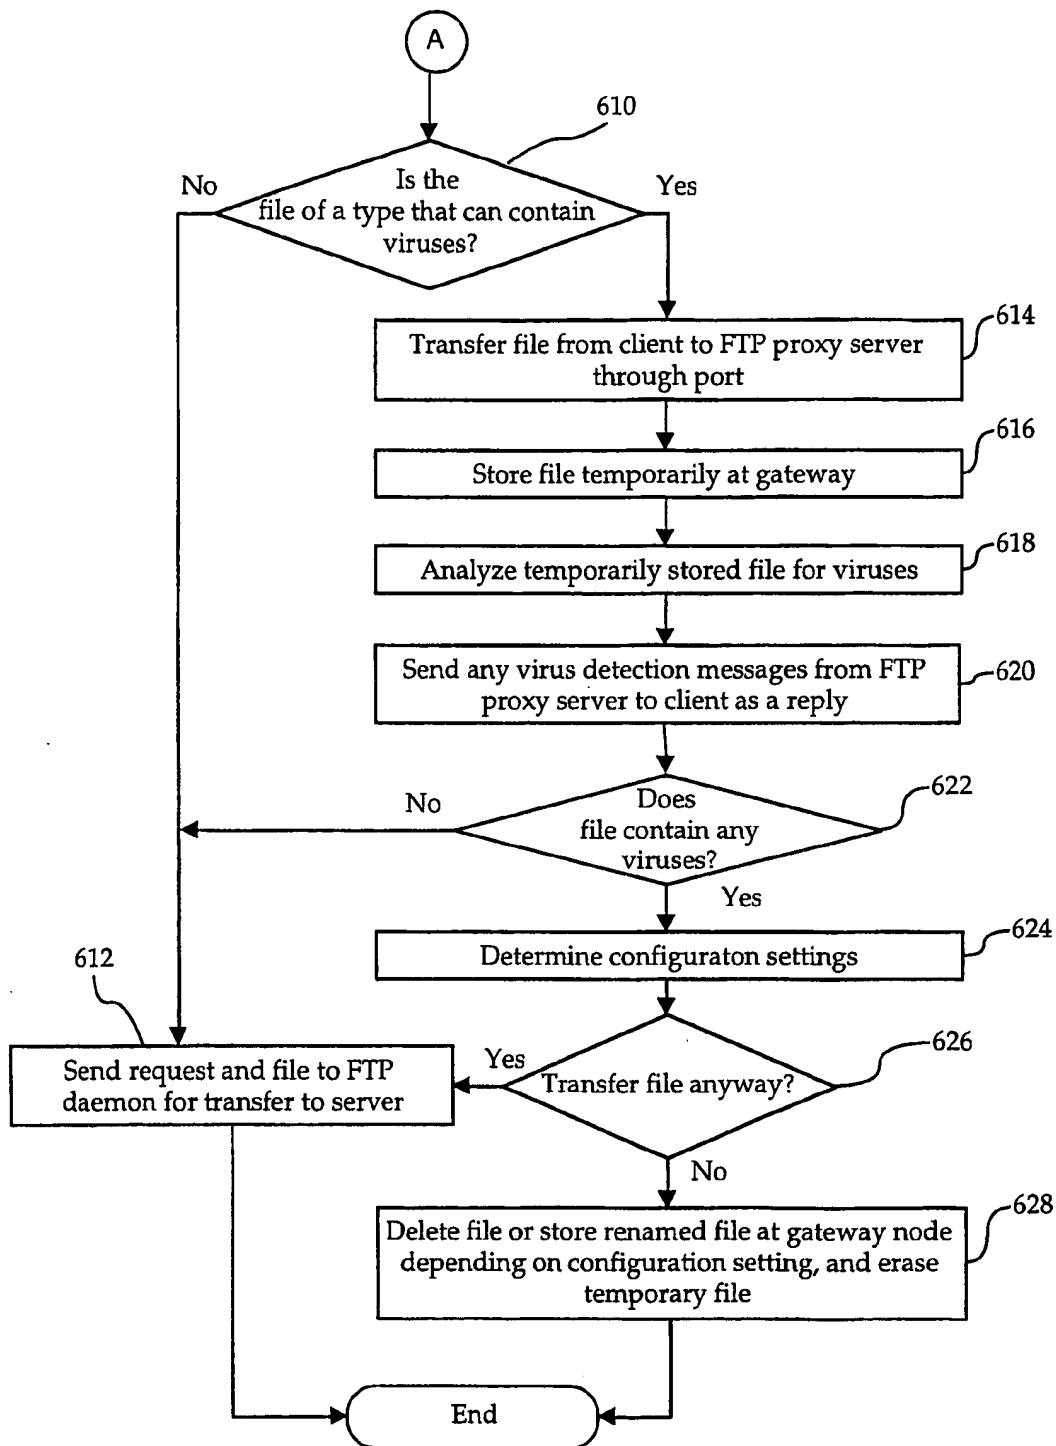 A
610
Is the
file of a type that can contain
viruses?
No
Yes
614
Transfer file from client to FTP proxy server
through port
616
Store file temporarily at gateway
618
Analyze temporarily stored file for viruses
620
Send any virus detection messages from FTP
proxy server to client as a reply
622
Does
file contain any
viruses?
No
Yes
624
Determine configuraton settings
612
Send request and file to FTP
daemon for transfer to server
626
Transfer file anyway?
Yes
No
628
Delete file or store renamed file at gateway node
depending on configuration setting, and erase
temporary file
End